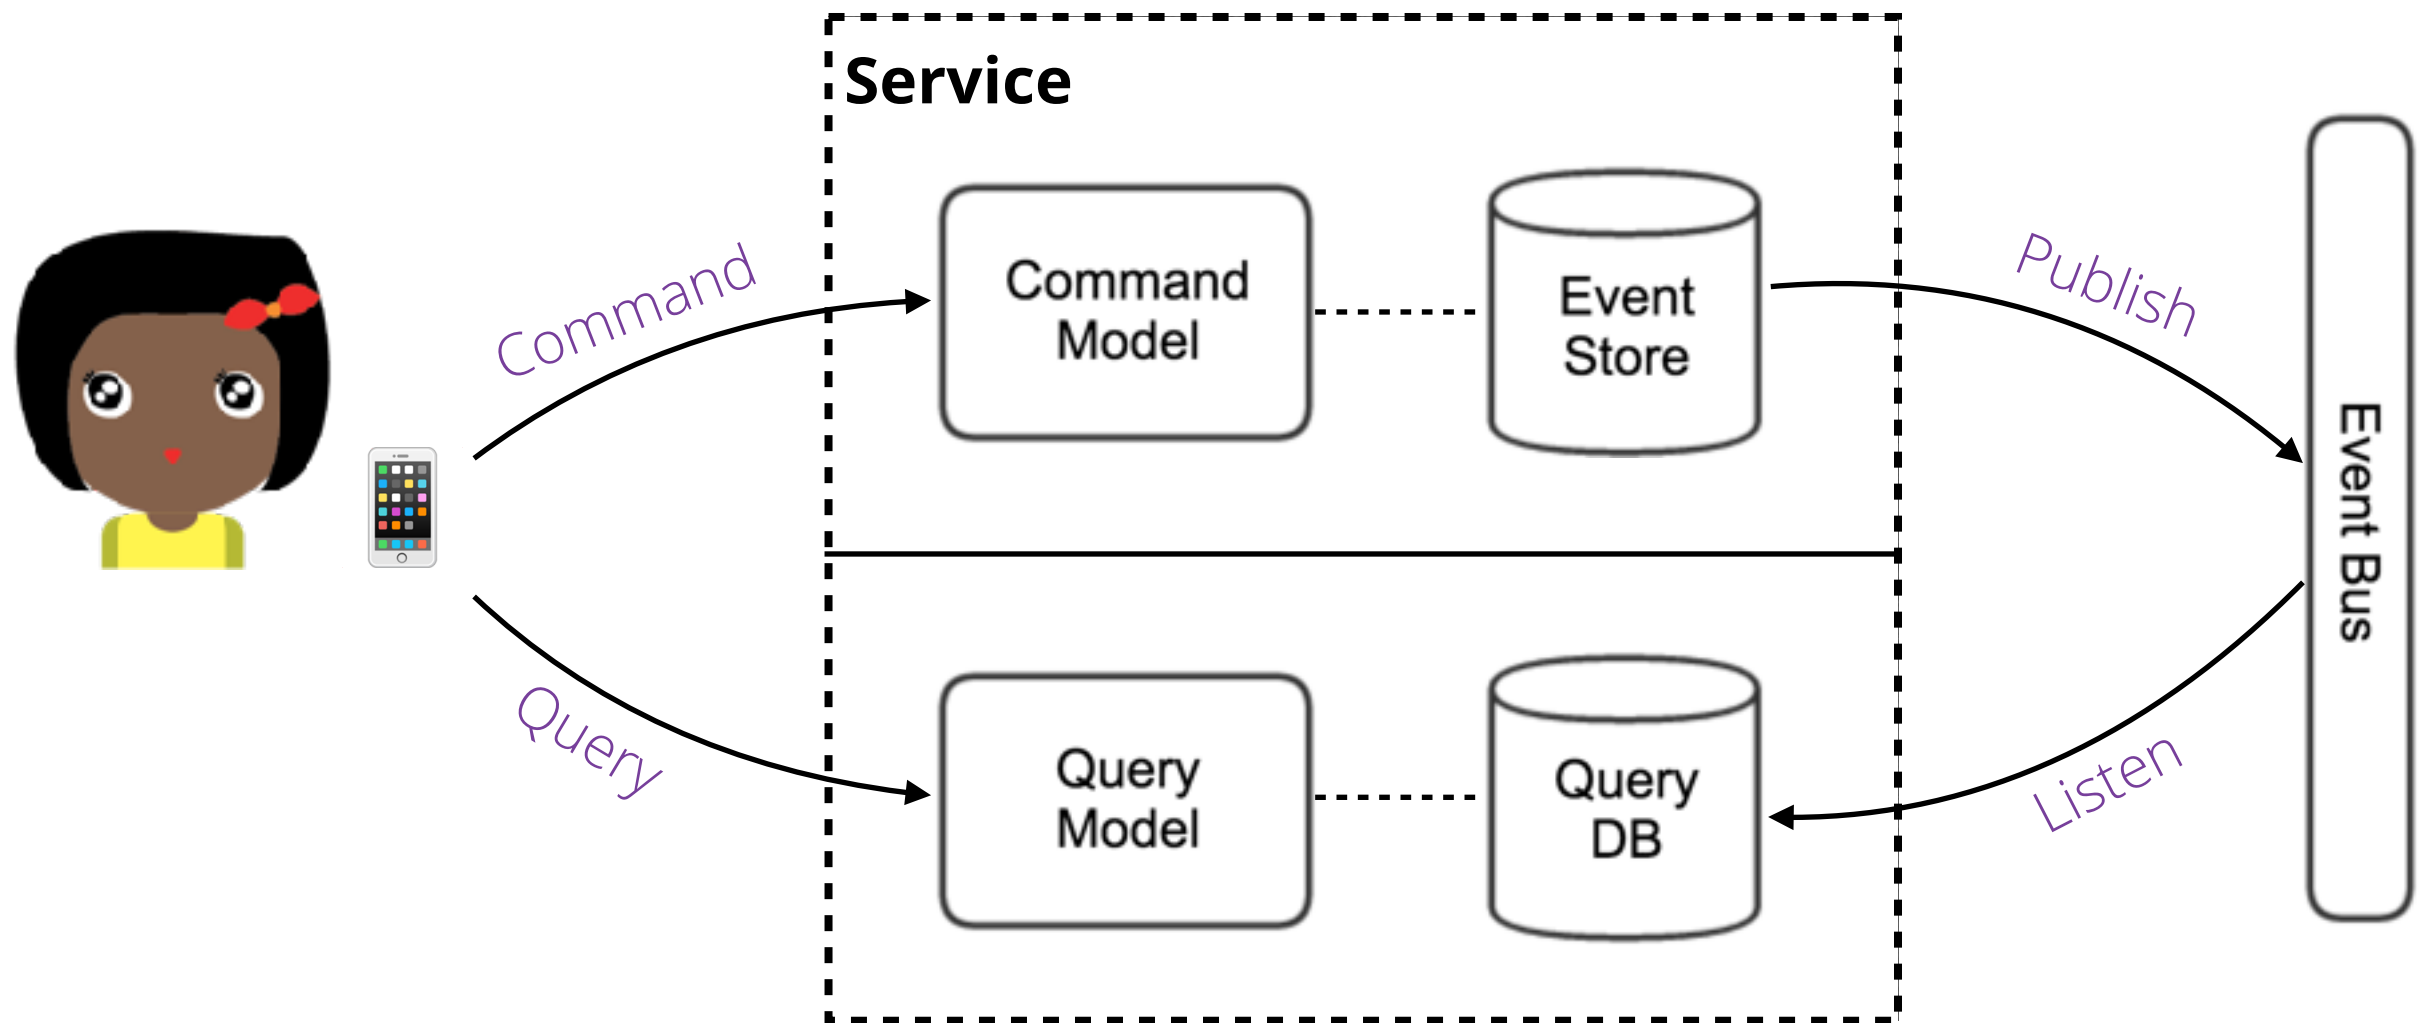 Service
Command
Command
Model
Event
Store
Publish
Event Bus
Query
Query
Model
Query
DB
Listen